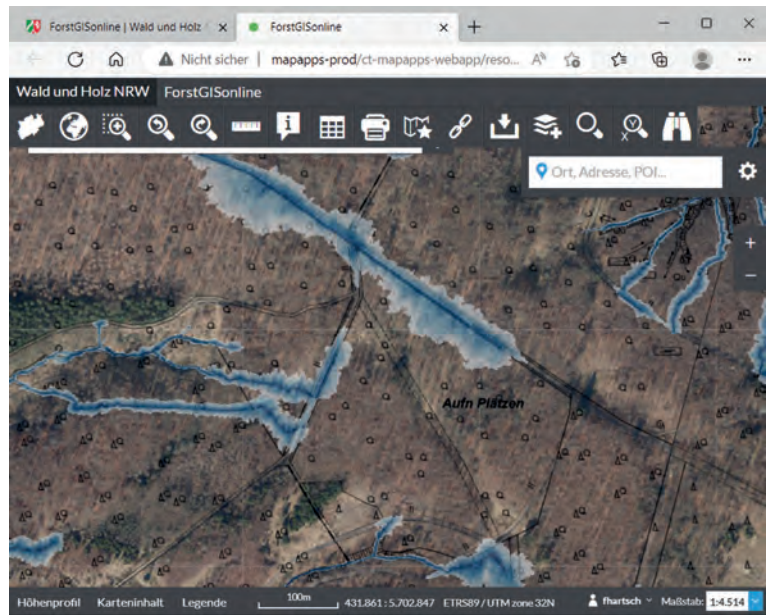 ForstGISonline | Wald und Holz
ForstGISonline
Nicht sicher | mapapps-prod/ct-mapapps-webapp/reso...
Wald und Holz NRW ForstGISonline
Ort, Adresse, POI...
Aufn Plätzen
Höhenprofil Karteninhalt Legende 100m 431.861 : 5.702.847 ETRS89 / UTM zone 32N fhartsch Maßstab: 1:4.514